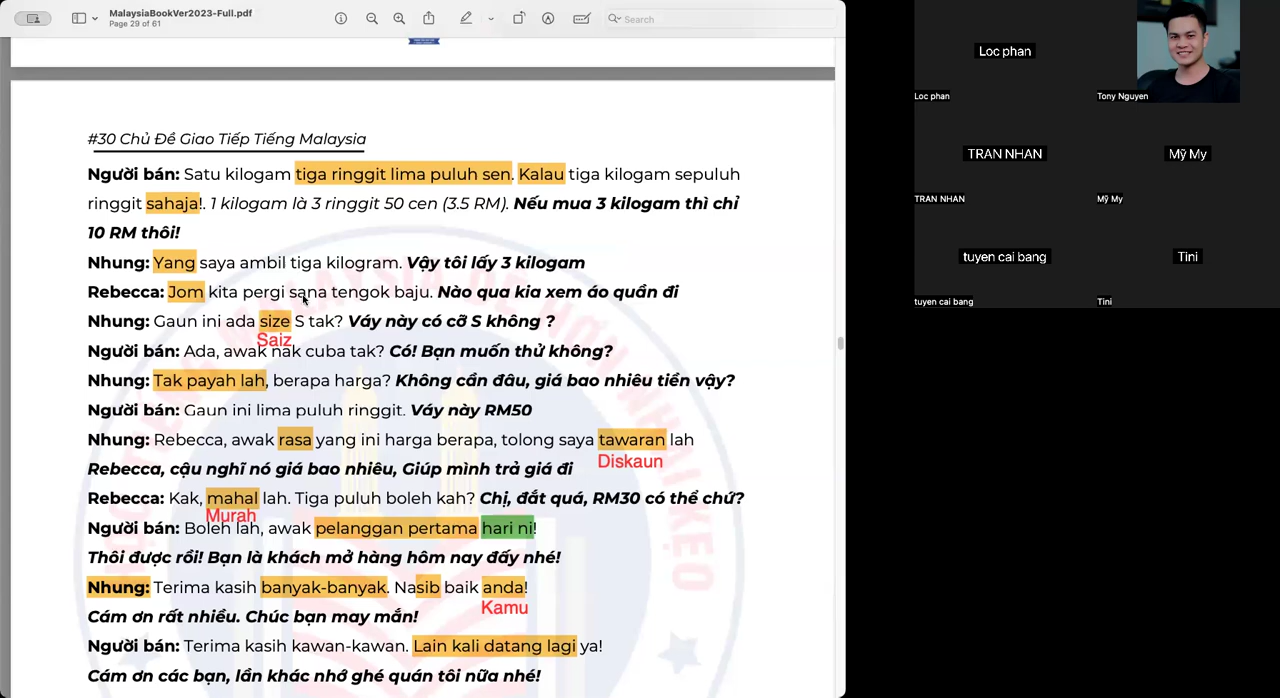 MalaysiaBookVer2023-Full.pdf
Page 29 of 61
Search
#30 Chủ Đề Giao Tiếp Tiếng Malaysia
Người bán: Satu kilogam tiga ringgit lima puluh sen. Kalau tiga kilogam sepuluh
ringgit sahaja!. 1 kilogam là 3 ringgit 50 cen (3.5 RM). Nếu mua 3 kilogam thì chỉ
10 RM thôi!
Nhung: Yang saya ambil tiga kilogram. Vậy tôi lấy 3 kilogam
Rebecca: Jom kita pergi sana tengok baju. Nào qua kia xem áo quần đi
Nhung: Gaun ini ada size S tak? Váy này có cỡ S không ?
Saiz
Người bán: Ada, awak nak cuba tak? Có! Bạn muốn thử không?
Nhung: Tak payah lah, berapa harga? Không cần đâu, giá bao nhiêu tiền vậy?
Người bán: Gaun ini lima puluh ringgit. Váy này RM50
Nhung: Rebecca, awak rasa yang ini harga berapa, tolong saya tawaran lah
Diskaun
Rebecca, cậu nghĩ nó giá bao nhiêu, Giúp mình trả giá đi
Rebecca: Kak, mahal lah. Tiga puluh boleh kah? Chị, đắt quá, RM30 có thể chứ?
Murah
Người bán: Boleh lah, awak pelanggan pertama hari ni!
Thôi được rồi! Bạn là khách mở hàng hôm nay đấy nhé!
Nhung: Terima kasih banyak-banyak. Nasib baik anda!
Kamu
Cám ơn rất nhiều. Chúc bạn may mắn!
Người bán: Terima kasih kawan-kawan. Lain kali datang lagi ya!
Cám ơn các bạn, lần khác nhớ ghé quán tôi nữa nhé!
Loc phan
Loc phan
Tony Nguyen
TRAN NHAN
TRAN NHAN
Mỹ My
Mỹ My
tuyen cai bang
tuyen cai bang
Tini
Tini